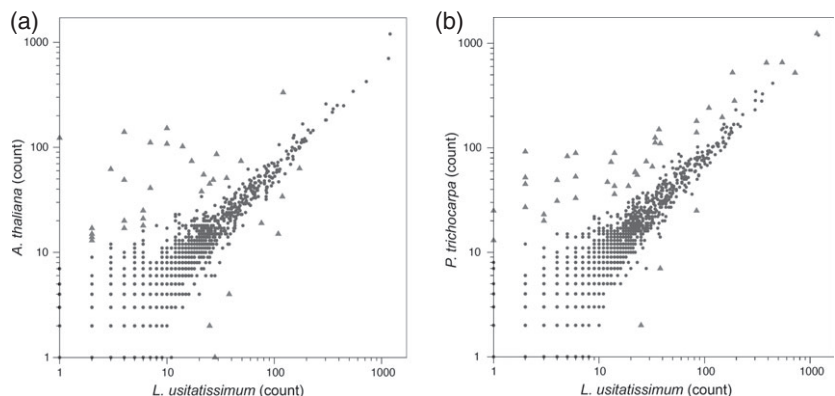 (a)
1000
100
10
1
A. thaliana (count)
1 10 100 1000
L. usitatissimum (count)
(b)
1000
100
10
1
P. trichocarpa (count)
1 10 100 1000
L. usitatissimum (count)